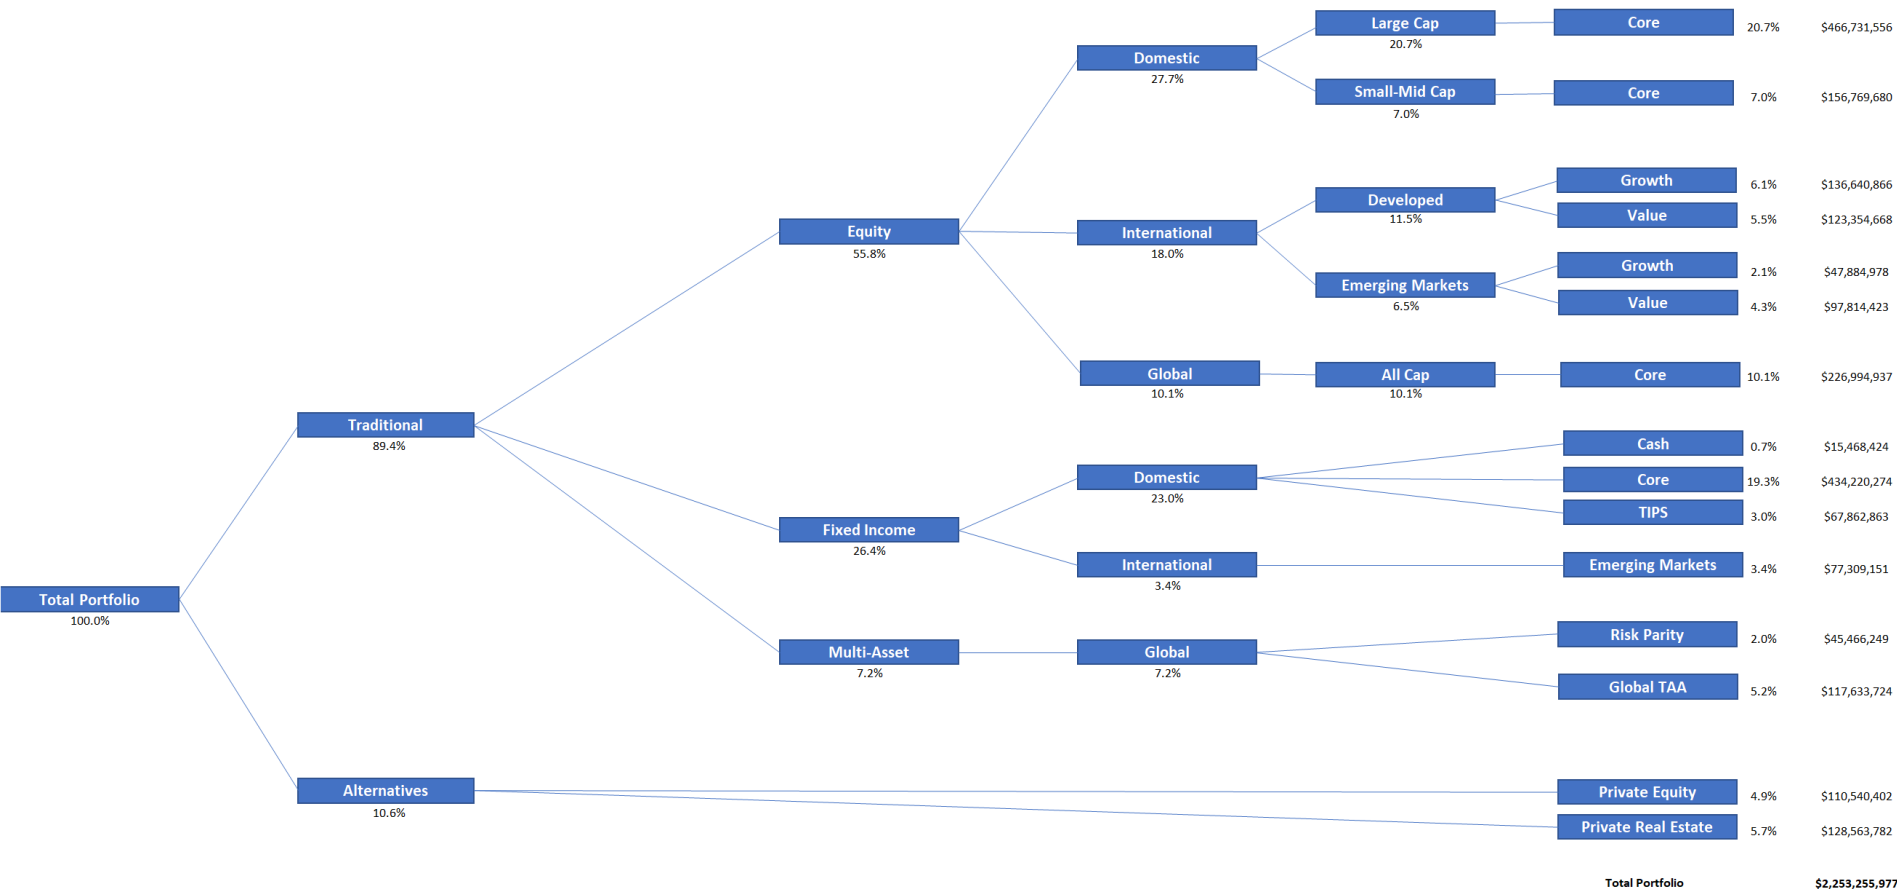 Large Cap
20.7%
Core
20.7%
$466,731,556
Domestic
27.7%
Small-Mid Cap
7.0%
Core
7.0%
$156,769,680
Growth
6.1%
$136,640,866
Developed
11.5%
Value
5.5%
$123,354,668
Equity
55.8%
International
18.0%
Growth
2.1%
$47,884,978
Emerging Markets
6.5%
Value
4.3%
$97,814,423
Global
10.1%
All Cap
10.1%
Core
10.1%
$226,994,937
Traditional
89.4%
Cash
0.7%
$15,468,424
Domestic
23.0%
Core
19.3%
$434,220,274
TIPS
3.0%
$67,862,863
Fixed Income
26.4%
International
3.4%
Emerging Markets
3.4%
$77,309,151
Total Portfolio
100.0%
Risk Parity
2.0%
$45,466,249
Multi-Asset
7.2%
Global
7.2%
Global TAA
5.2%
$117,633,724
Alternatives
10.6%
Private Equity
4.9%
$110,540,402
Private Real Estate
5.7%
$128,563,782
Total Portfolio
$2,253,255,977